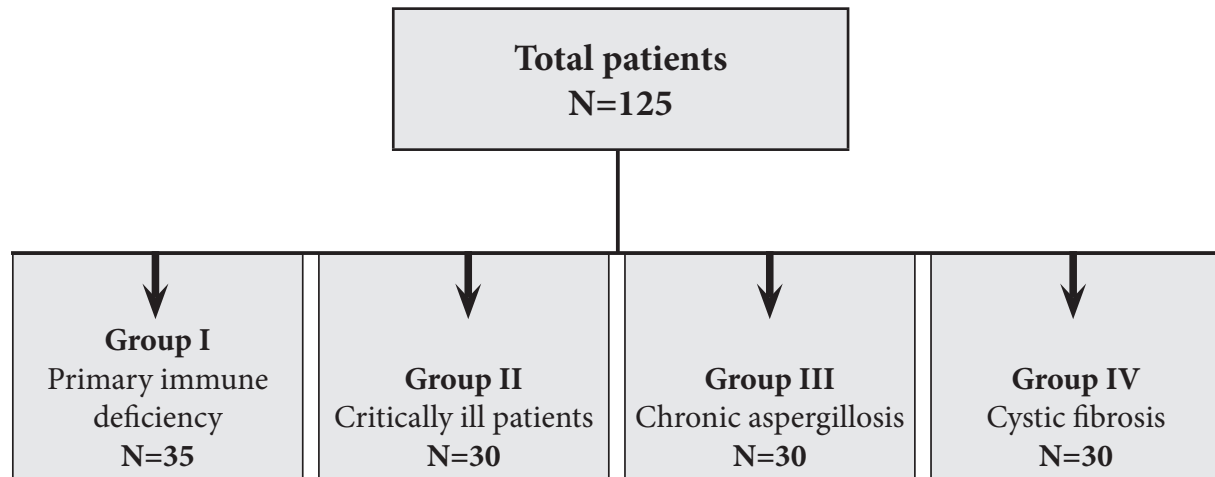 Total patients
N=125
Group I
Primary immune
deficiency
N=35
Group II
Critically ill patients
N=30
Group III
Chronic aspergillosis
N=30
Group IV
Cystic fibrosis
N=30